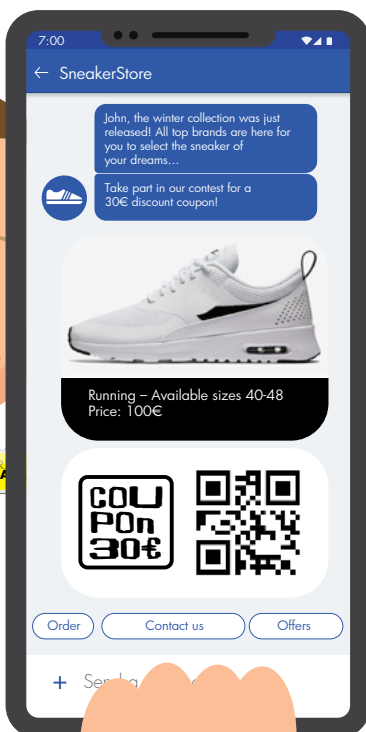 7:00
SneakerStore
John, the winter collection was just
released! All top brands are here for
you to select the sneaker of
your dreams...
Take part in our contest for a
30€ discount coupon!
Running – Available sizes 40-48
Price: 100€
COU
PON
30€
Order
Contact us
Offers
+